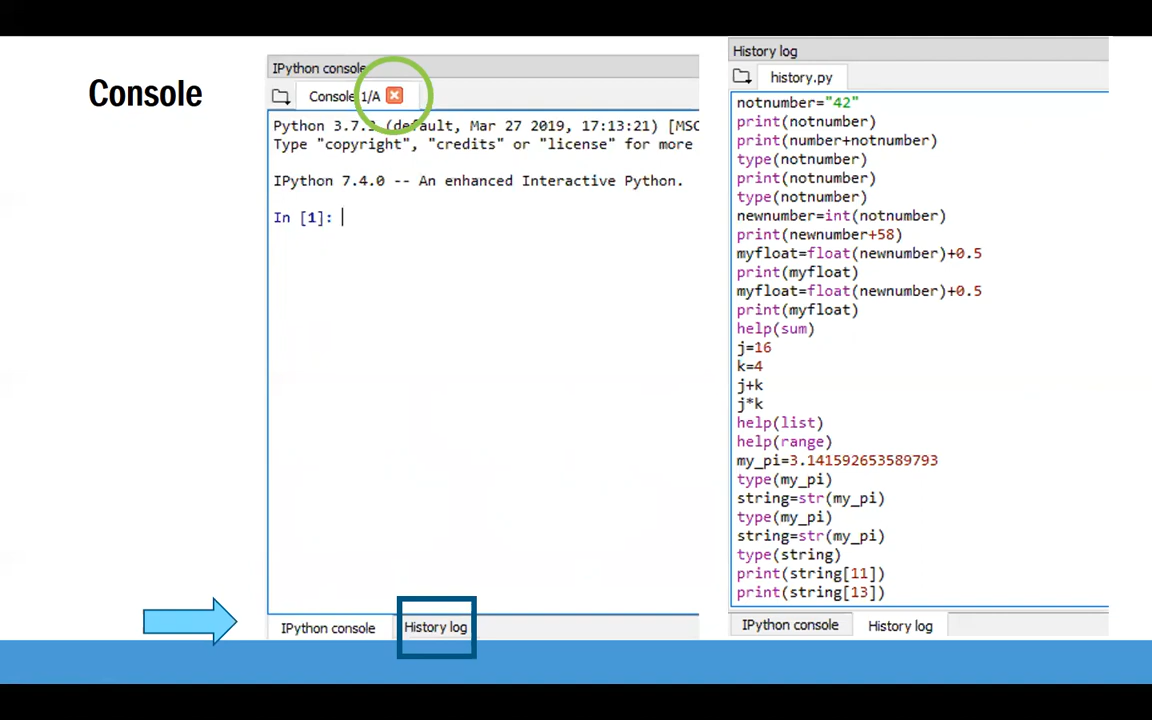 Console
IPython console
Console 1/A
Python 3.7.3 (default, Mar 27 2019, 17:13:21) [MSC
Type "copyright", "credits" or "license" for more
IPython 7.4.0 -- An enhanced Interactive Python.
In [1]:
IPython console
History log
History log
history.py
notnumber="42"
print(notnumber)
print(number+notnumber)
type(notnumber)
print(notnumber)
type(notnumber)
newnumber=int(notnumber)
print(newnumber+58)
myfloat=float(newnumber)+0.5
print(myfloat)
myfloat=float(newnumber)+0.5
print(myfloat)
help(sum)
j=16
k=4
j+k
j*k
help(list)
help(range)
my_pi=3.141592653589793
type(my_pi)
string=str(my_pi)
type(my_pi)
string=str(my_pi)
type(string)
print(string[11])
print(string[13])
IPython console
History log